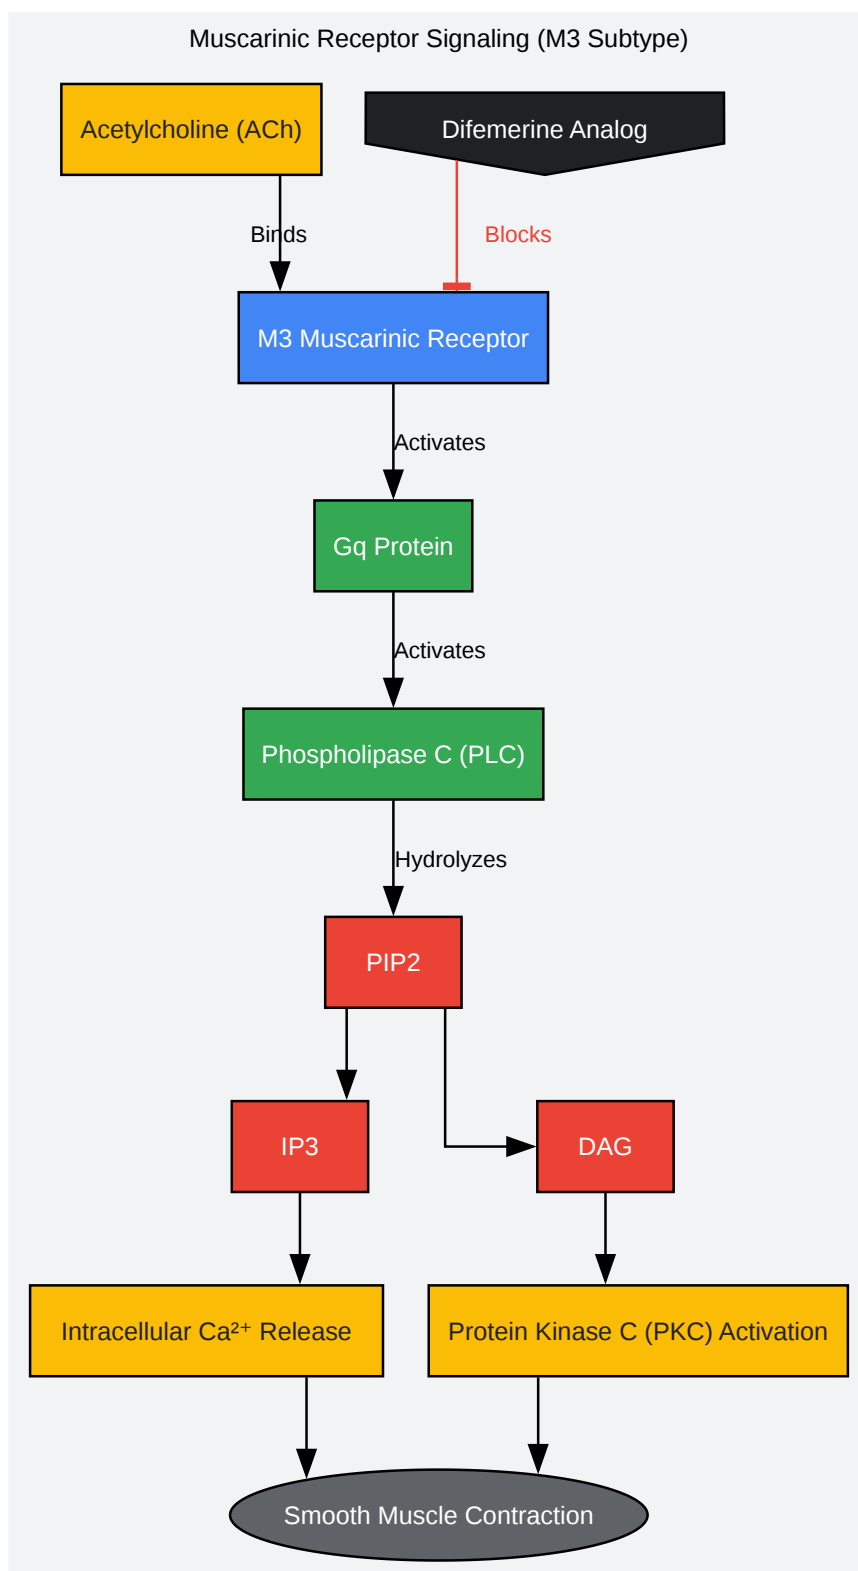 Muscarinic Receptor Signaling (M3 Subtype)
Acetylcholine (ACh)
Difemerine Analog
Binds
Blocks
M3 Muscarinic Receptor
Activates
Gq Protein
Activates
Phospholipase C (PLC)
Hydrolyzes
PIP2
IP3
DAG
Intracellular Ca²⁺ Release
Protein Kinase C (PKC) Activation
Smooth Muscle Contraction